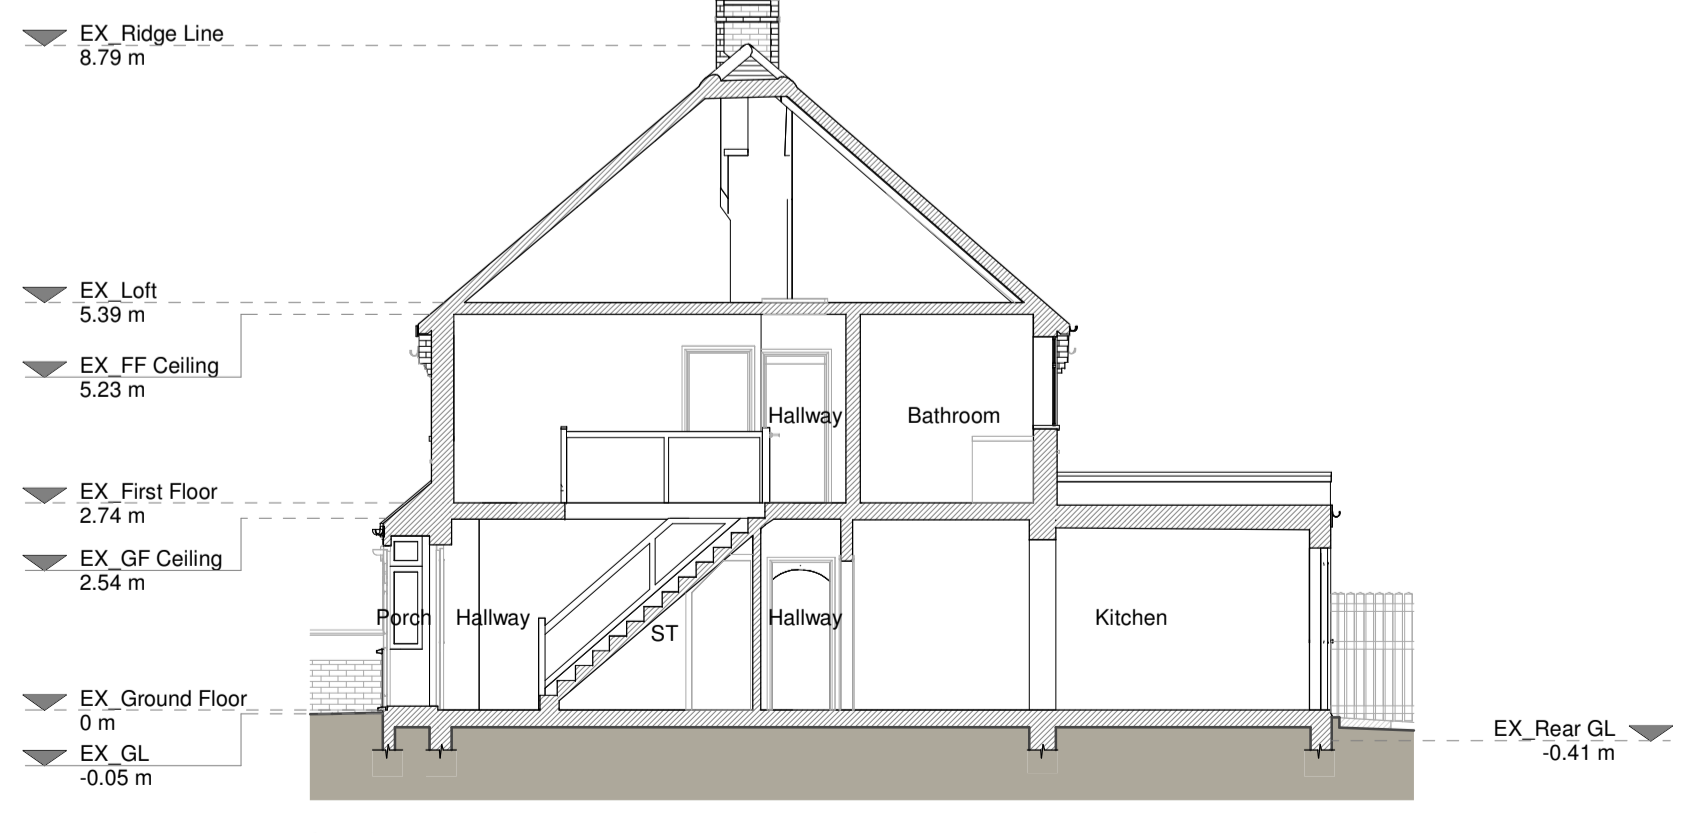 EX_Ridge Line
8.79 m
EX_Loft
5.39 m
EX_FF Ceiling
5.23 m
Hallway
Bathroom
EX_First Floor
2.74 m
EX_GF Ceiling
2.54 m
Porch
Hallway
ST
Hallway
Kitchen
EX_Ground Floor
0 m
EX_GL
-0.05 m
EX_Rear GL
-0.41 m